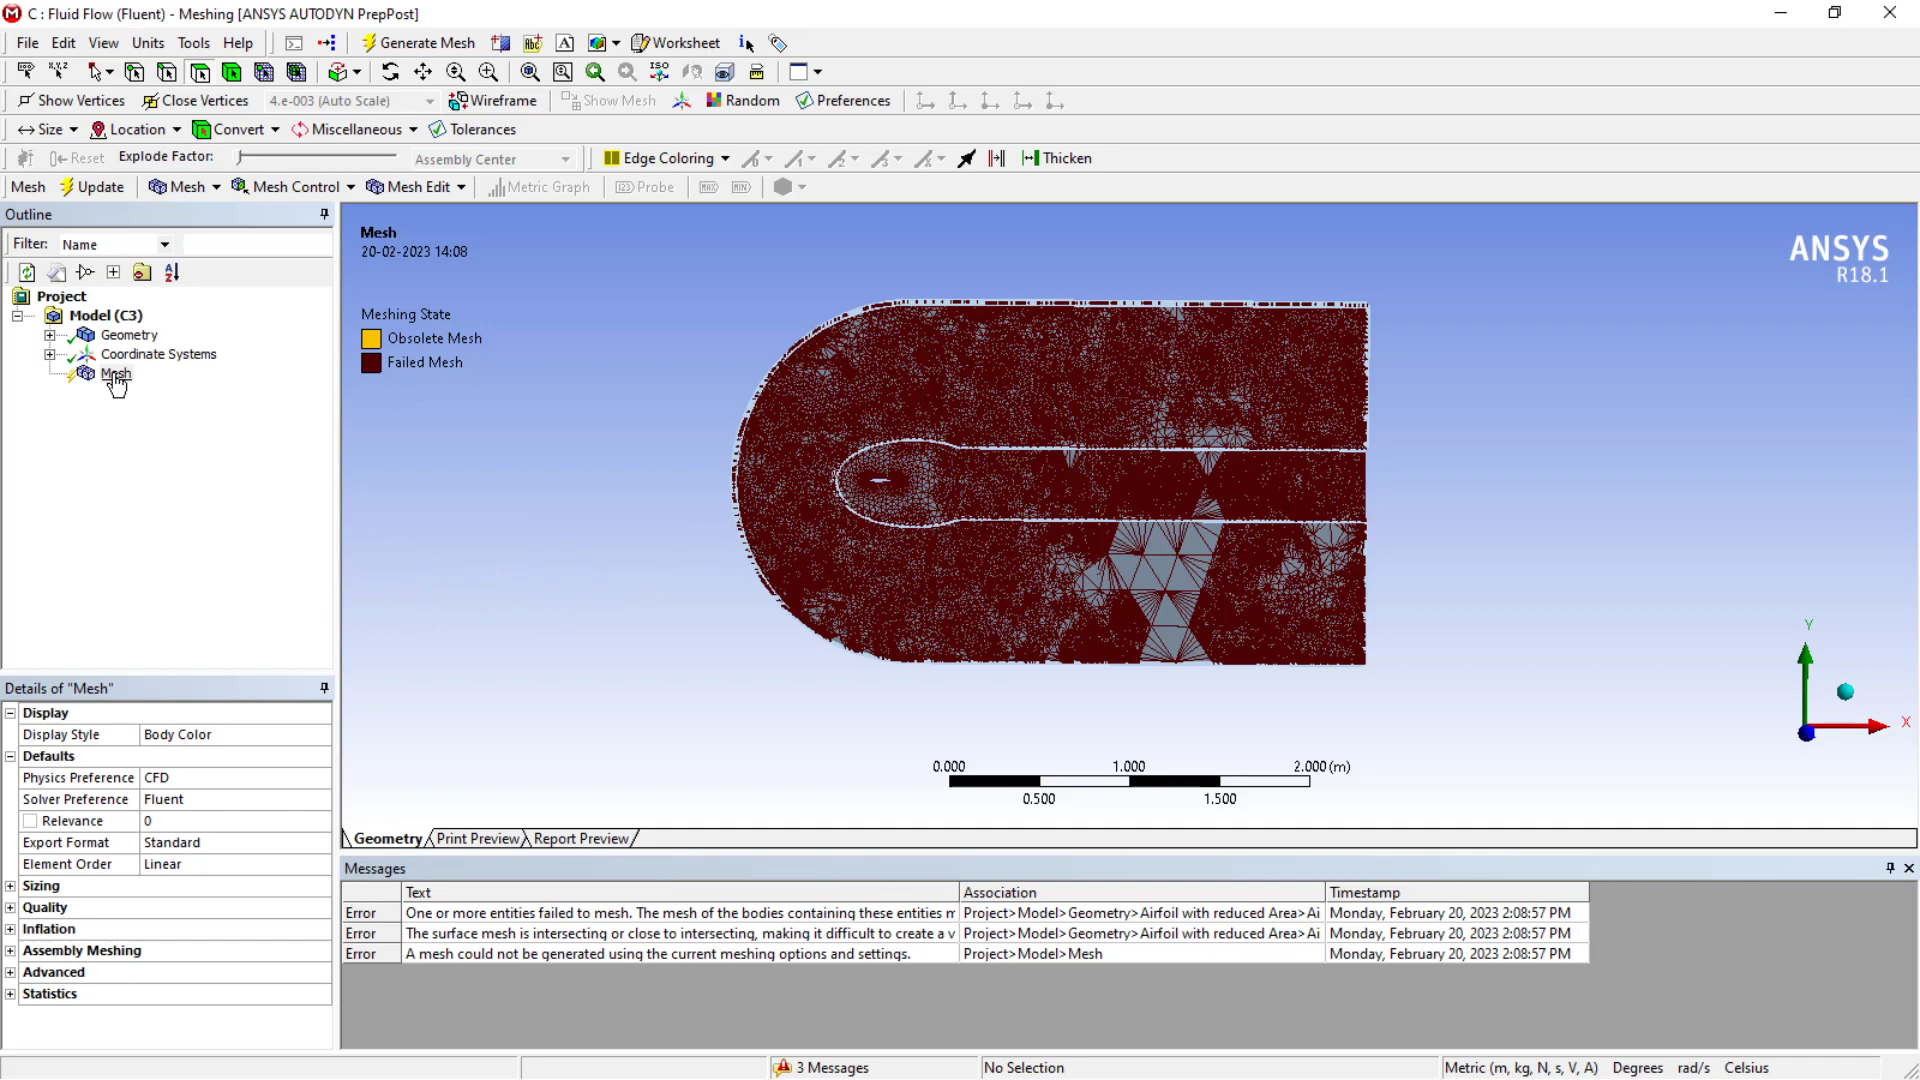 C : Fluid Flow (Fluent) - Meshing [ANSYS AUTODYN PrepPost]
File Edit View Units Tools Help Generate Mesh Worksheet
Show Vertices Close Vertices 4.e-003 (Auto Scale) Wireframe Show Mesh Random Preferences
Size Location Convert Miscellaneous Tolerances
Reset Explode Factor: Assembly Center Edge Coloring Thicken
Mesh Update Mesh Mesh Control Mesh Edit Metric Graph Probe MAX MIN
Outline
Filter: Name
Project
Model (C3)
Geometry
Coordinate Systems
Mesh
Details of "Mesh"
Display
Display Style Body Color
Defaults
Physics Preference CFD
Solver Preference Fluent
Relevance 0
Export Format Standard
Element Order Linear
Sizing
Quality
Inflation
Assembly Meshing
Advanced
Statistics
Mesh
20-02-2023 14:08
Meshing State
Obsolete Mesh
Failed Mesh
ANSYS
R18.1
Y
X
0.000 1.000 2.000 (m)
0.500 1.500
Geometry Print Preview Report Preview
Messages
Text Association Timestamp
Error One or more entities failed to mesh. The mesh of the bodies containing these entities m Project>Model>Geometry>Airfoil with reduced Area>Ai Monday, February 20, 2023 2:08:57 PM
Error The surface mesh is intersecting or close to intersecting, making it difficult to create a v Project>Model>Geometry>Airfoil with reduced Area>Ai Monday, February 20, 2023 2:08:57 PM
Error A mesh could not be generated using the current meshing options and settings. Project>Model>Mesh Monday, February 20, 2023 2:08:57 PM
3 Messages No Selection Metric (m, kg, N, s, V, A) Degrees rad/s Celsius